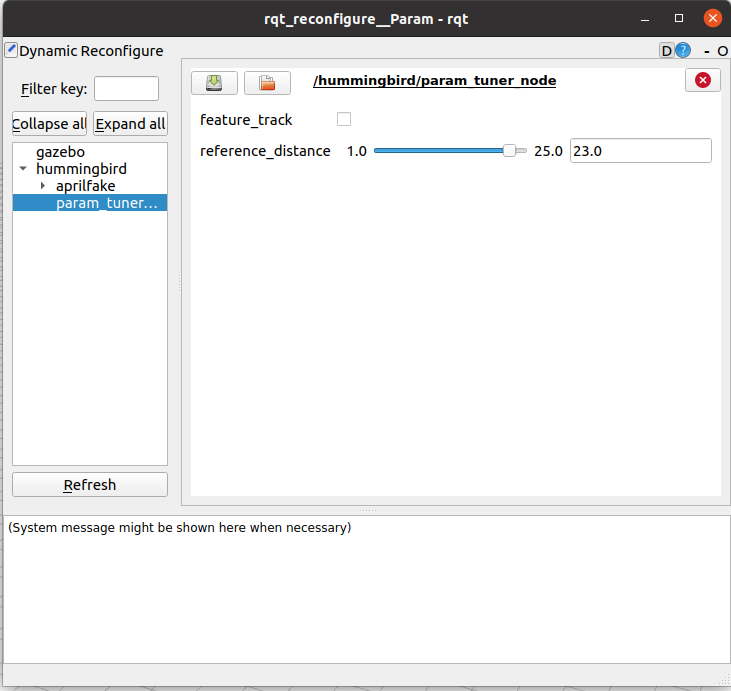 rqt_reconfigure__Param - rqt
Dynamic Reconfigure
D ? - O
Filter key:
Collapse all Expand all
gazebo
hummingbird
aprilfake
param_tuner...
Refresh
/hummingbird/param_tuner_node
feature_track
reference_distance 1.0 25.0 23.0
(System message might be shown here when necessary)